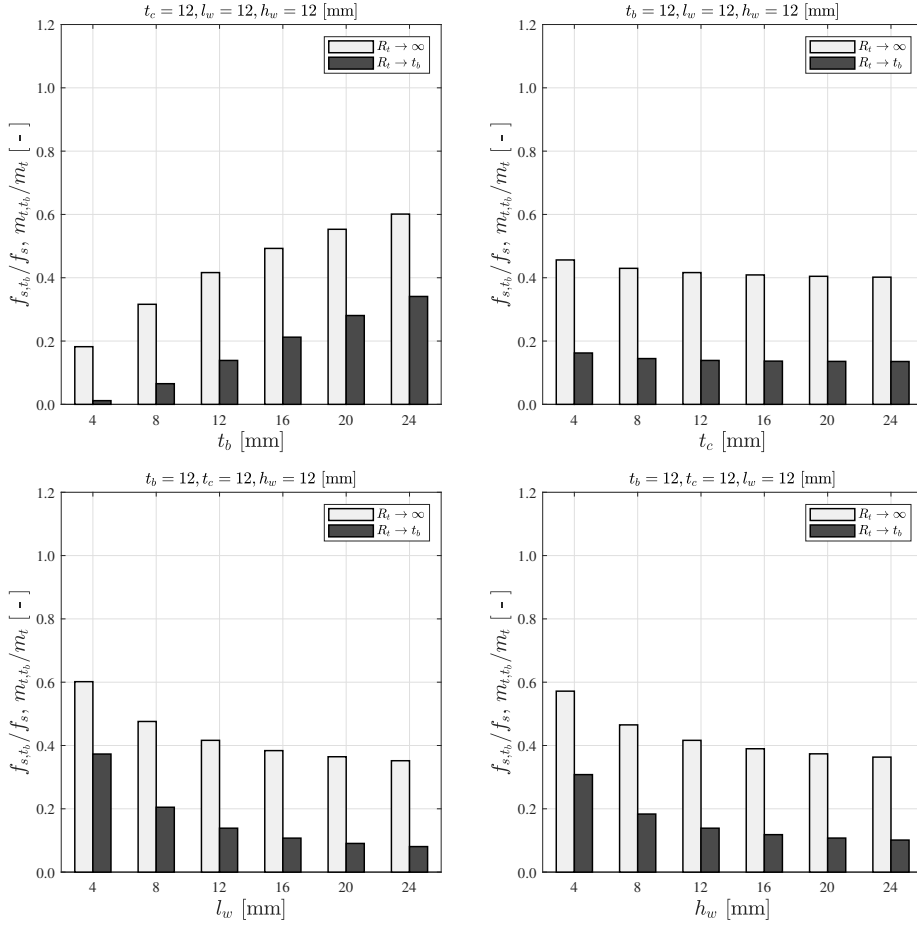 t_c = 12, l_w = 12, h_w = 12 [mm]
R_t → ∞
R_t → t_b
f_{s,t_b}/f_s, m_{t,t_b}/m_t [ - ]
1.2
1.0
0.8
0.6
0.4
0.2
0.0
4 8 12 16 20 24
t_b [mm]
t_b = 12, l_w = 12, h_w = 12 [mm]
R_t → ∞
R_t → t_b
f_{s,t_b}/f_s, m_{t,t_b}/m_t [ - ]
1.2
1.0
0.8
0.6
0.4
0.2
0.0
4 8 12 16 20 24
t_c [mm]
t_b = 12, t_c = 12, h_w = 12 [mm]
R_t → ∞
R_t → t_b
f_{s,t_b}/f_s, m_{t,t_b}/m_t [ - ]
1.2
1.0
0.8
0.6
0.4
0.2
0.0
4 8 12 16 20 24
l_w [mm]
t_b = 12, t_c = 12, l_w = 12 [mm]
R_t → ∞
R_t → t_b
f_{s,t_b}/f_s, m_{t,t_b}/m_t [ - ]
1.2
1.0
0.8
0.6
0.4
0.2
0.0
4 8 12 16 20 24
h_w [mm]